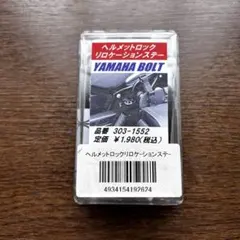 ヘルメットロック
リロケーションステー
YAMAHA BOLT
品番 303-1552
定価 ￥1,980(税込)
ヘルメットロックリロケーションステー
4934154192674